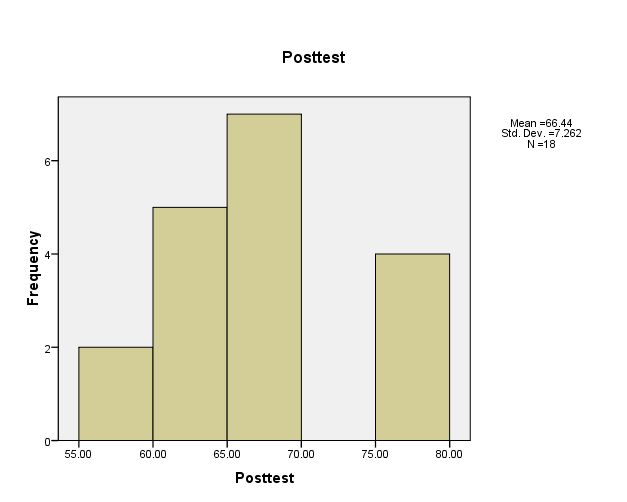 Posttest
Mean =66.44
Std. Dev. =7.262
N =18
Frequency
6
4
2
0
55.00 60.00 65.00 70.00 75.00 80.00
Posttest